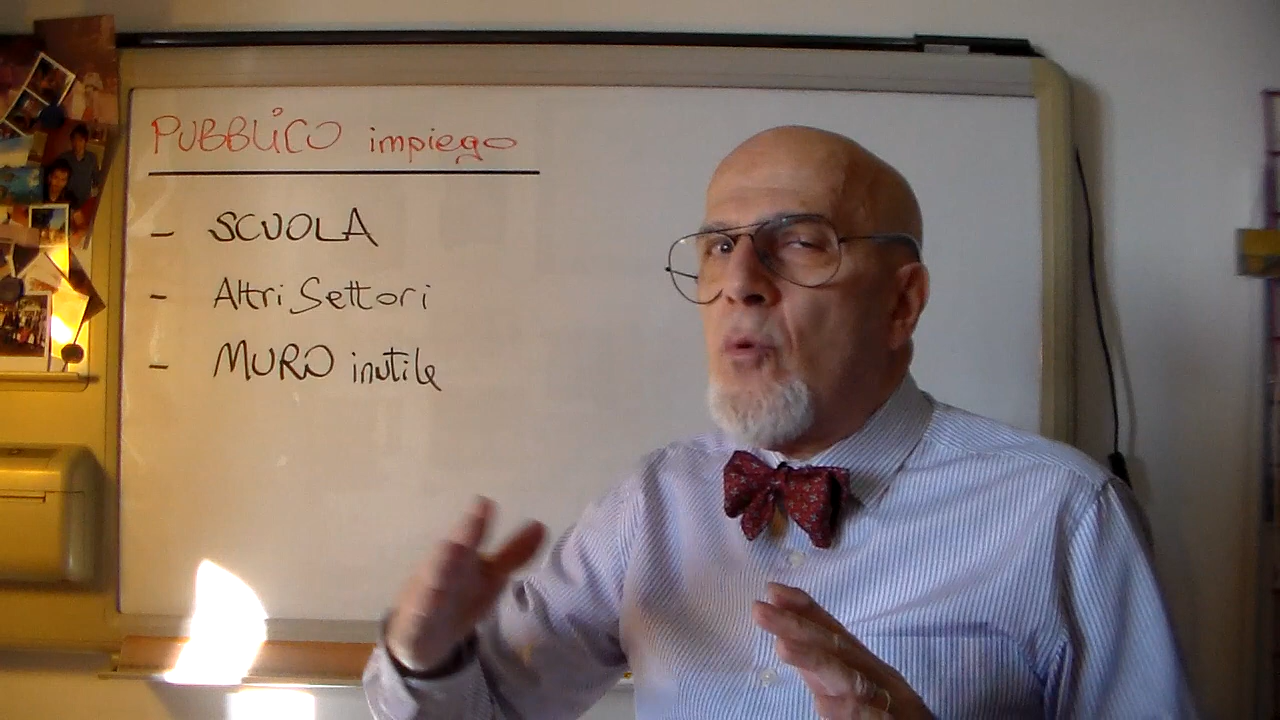 PUBBLICO impiego
- SCUOLA
- Altri Settori
- MURO inutile